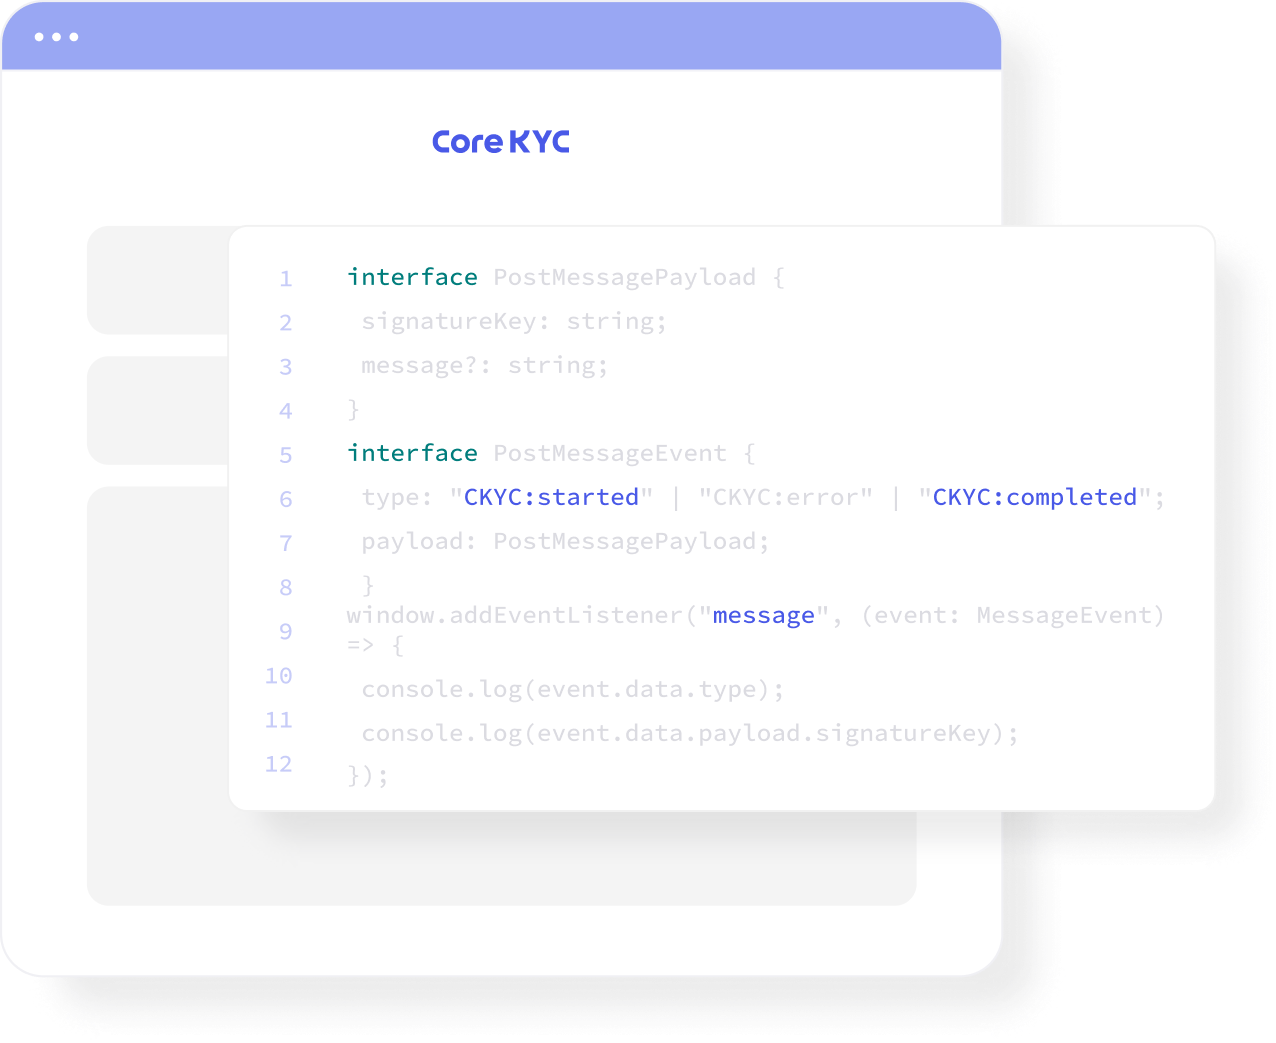 Core KYC
1 interface PostMessagePayload {
2 signatureKey: string;
3 message?: string;
4 }
5 interface PostMessageEvent {
6 type: "CKYC:started" | "CKYC:error" | "CKYC:completed";
7 payload: PostMessagePayload;
8 }
9 window.addEventListener("message", (event: MessageEvent)
=> {
10 console.log(event.data.type);
11 console.log(event.data.payload.signatureKey);
12 });